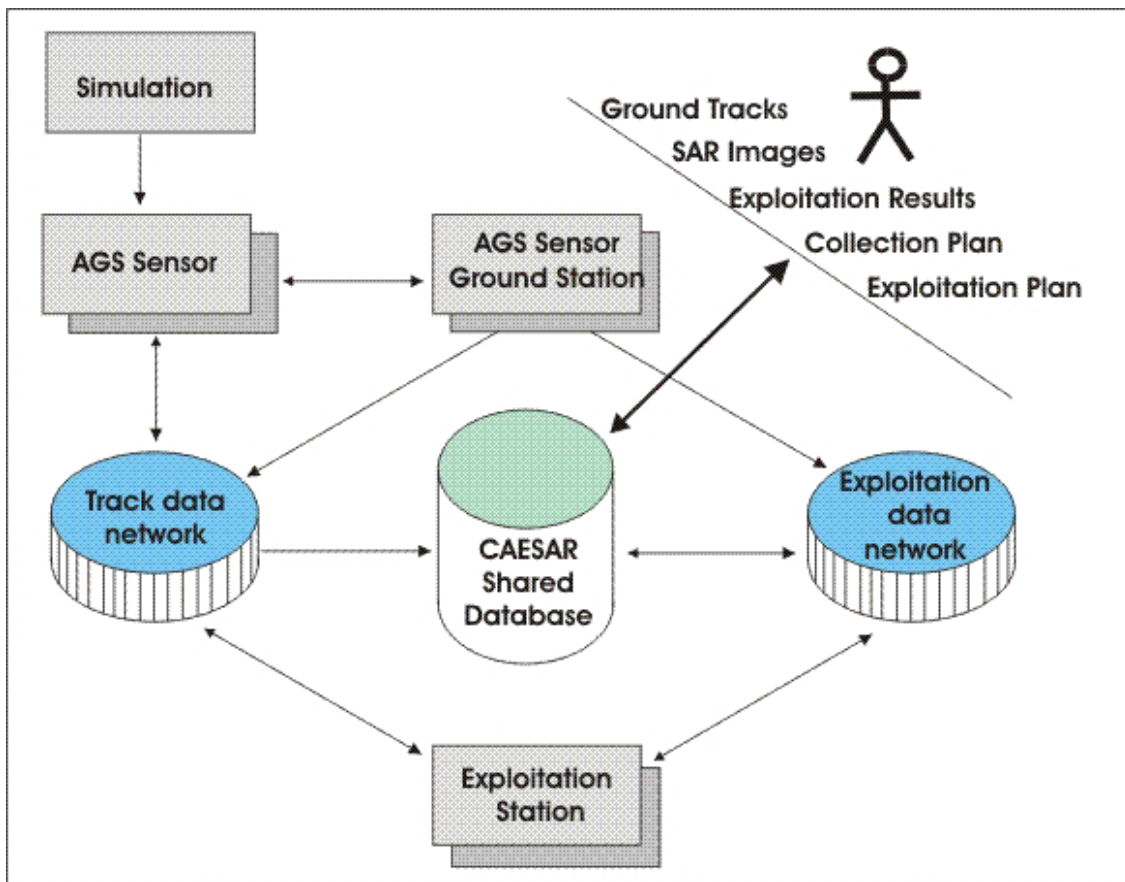 Simulation
Ground Tracks
SAR Images
Exploitation Results
Collection Plan
Exploitation Plan
AGS Sensor
AGS Sensor
Ground Station
Track data
network
CAESAR
Shared
Database
Exploitation
data
network
Exploitation
Station